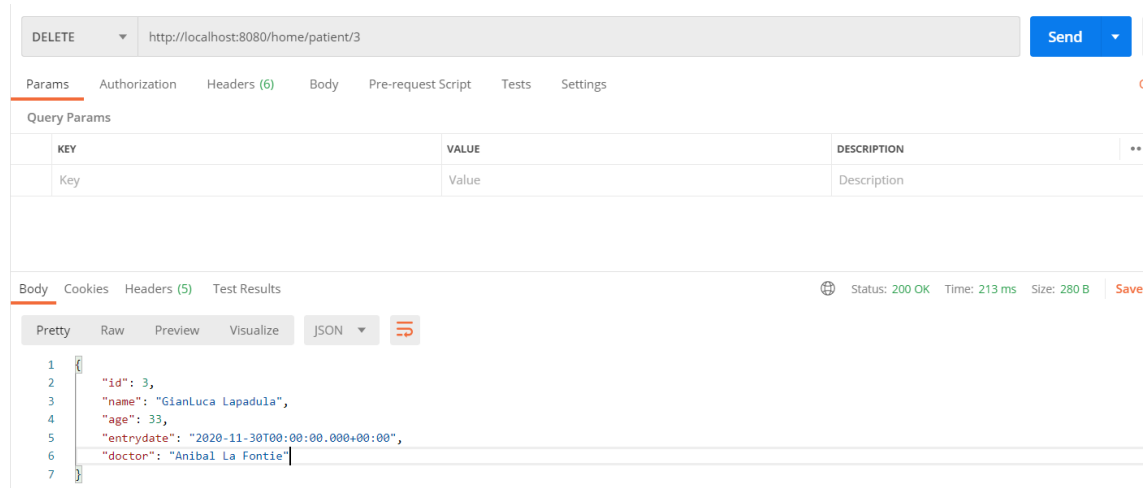 DELETE http://localhost:8080/home/patient/3 Send
Params Authorization Headers (6) Body Pre-request Script Tests Settings
Query Params
KEY VALUE DESCRIPTION
Key Value Description
Body Cookies Headers (5) Test Results Status: 200 OK Time: 213 ms Size: 280 B Save
Pretty Raw Preview Visualize JSON
1 {
2 "id": 3,
3 "name": "GianLuca Lapadula",
4 "age": 33,
5 "entrydate": "2020-11-30T00:00:00.000+00:00",
6 "doctor": "Anibal La Fontie"
7 }